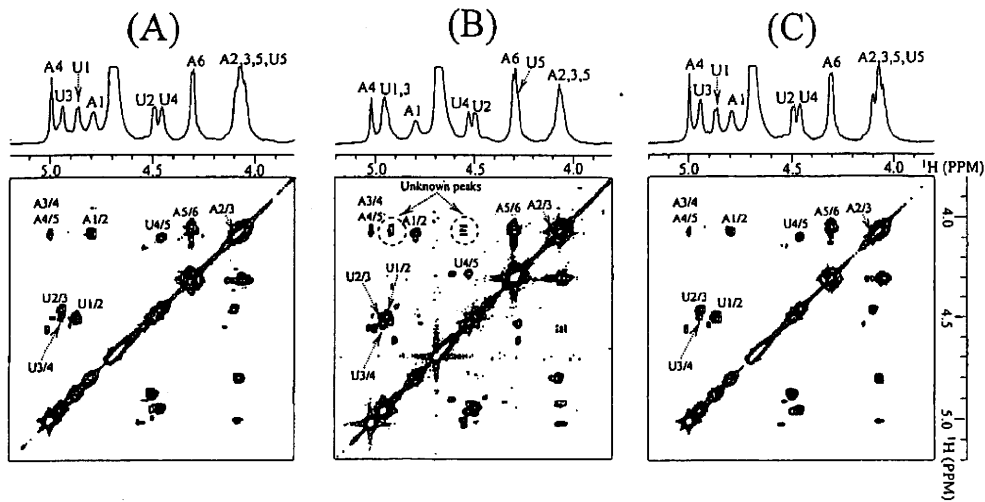 (A)
A4
U3
U1
A1
U2
U4
A6
A2,3,5,U5
5.0
4.5
4.0
A3/4
A4/5
A1/2
U4/5
A5/6
A2/3
U2/3
U1/2
U3/4
(B)
A4
U1,3
A1
U4
U2
A6
U5
A2,3,5
5.0
4.5
4.0
Unknown peaks
A3/4
A4/5
A1/2
U4/5
A5/6
A2/3
U2/3
U1/2
U3/4
(C)
A4
U3
U1
A1
U2
U4
A6
A2,3,5,U5
5.0
4.5
4.0
¹H (PPM)
A3/4
A4/5
A1/2
U4/5
A5/6
A2/3
U2/3
U1/2
U3/4
4.0
4.5
5.0
¹H (PPM)